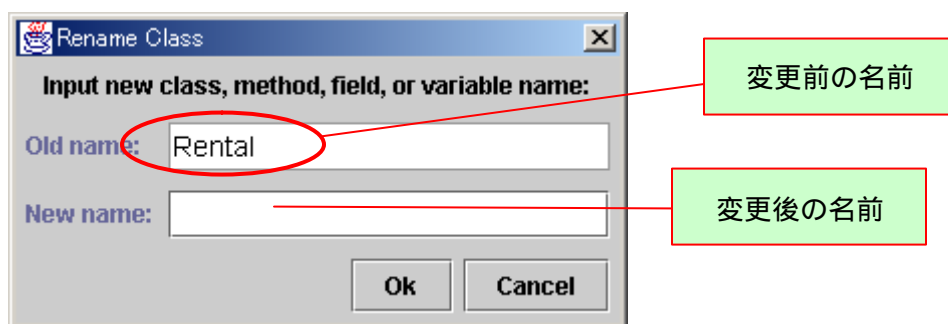 Rename Class
Input new class, method, field, or variable name:
Old name: Rental
New name:
Ok Cancel
変更前の名前
変更後の名前